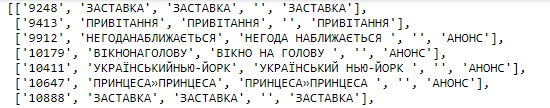 [['9248', 'ЗАСТАВКА', 'ЗАСТАВКА', '', 'ЗАСТАВКА'],
['9413', 'ПРИВІТАННЯ', 'ПРИВІТАННЯ', '', 'ПРИВІТАННЯ'],
['9912', 'НЕГОДАНАБЛИЖАЄТЬСЯ', 'НЕГОДА НАБЛИЖАЄТЬСЯ ', '', 'АНОНС'],
['10179', 'ВІКНОНАГОЛОВУ', 'ВІКНО НА ГОЛОВУ ', '', 'АНОНС'],
['10411', 'УКРАЇНСЬКИЙНЬЮ-ЙОРК', 'УКРАЇНСЬКИЙ НЬЮ-ЙОРК ', '', 'АНОНС'],
['10647', 'ПРИНЦЕСА»ПРИНЦЕСА', 'ПРИНЦЕСА»ПРИНЦЕСА ', '', 'АНОНС'],
['10888', 'ЗАСТАВКА', 'ЗАСТАВКА', '', 'ЗАСТАВКА'],